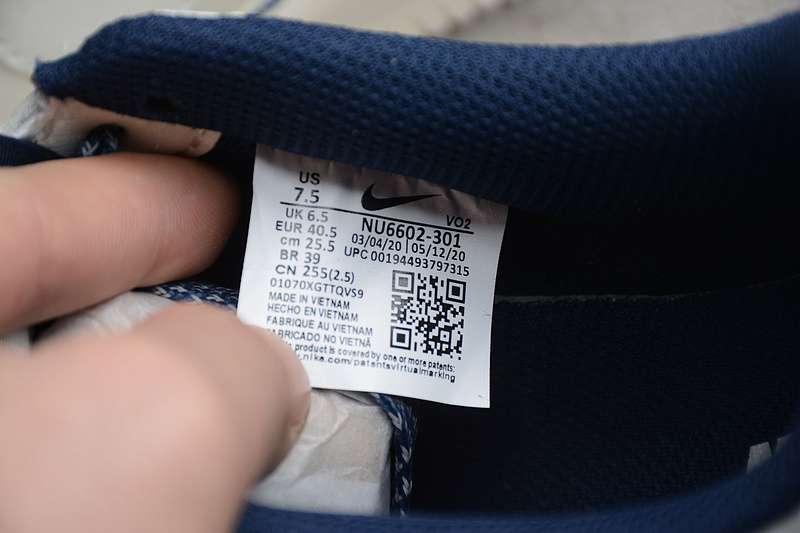 US
7.5
VO2
UK 6.5
NU6602-301
EUR 40.5
03/04/20 | 05/12/20
cm 25.5
UPC 00194493797315
BR 39
CN 255(2.5)
01070XGTTQVS9
MADE IN VIETNAM
HECHO EN VIETNAM
FABRIQUE AU VIETNAM
FABRICADO NO VIETNÃ
product is covered by one or more patents:
.nike.com/patentsvirtualmarking